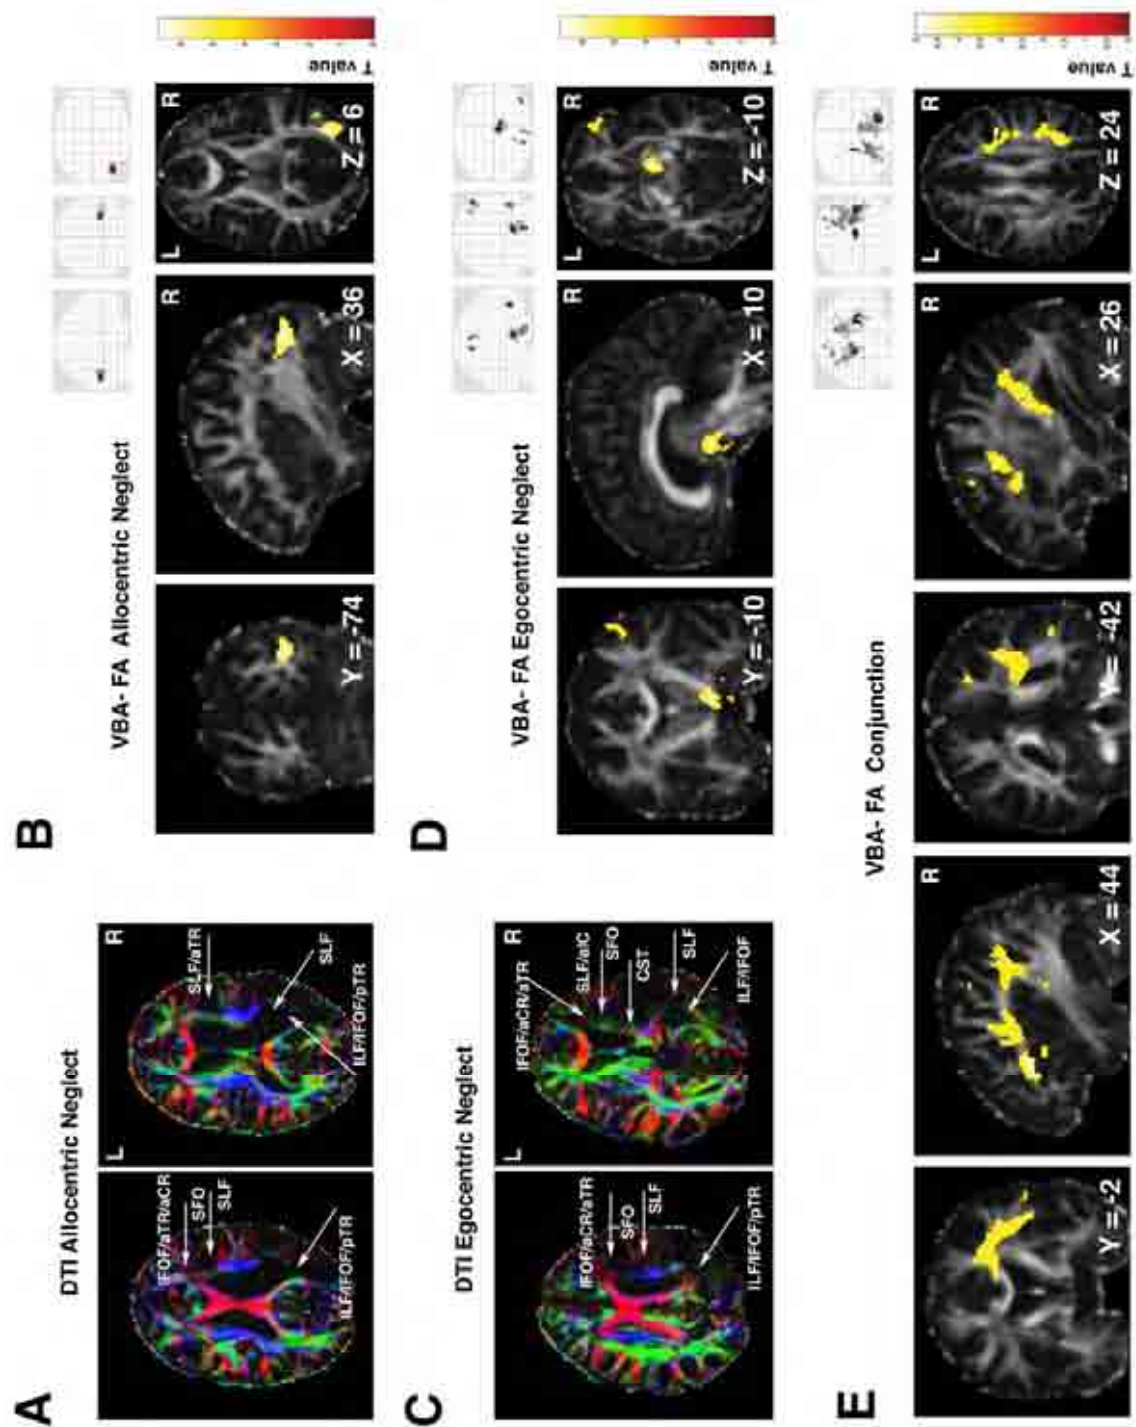 A
DTI Allocentric Neglect
IFOF/aTR/aCR
SFO
SLF
ILF/IFOF/pTR
L
R
SLF/aTR
SLF
ILF/IFOF/pTR
B
VBA- FA Allocentric Neglect
Y = -74
R
X = 36
L
R
Z = 6
T value
C
DTI Egocentric Neglect
IFOF/aCR/aTR
SFO
SLF
ILF/IFOF/pTR
L
R
IFOF/aCR/aTR
SLF/aIC
SFO
CST
SLF
ILF/IFOF
D
VBA- FA Egocentric Neglect
Y = -10
R
X = 10
L
R
Z = -10
T value
E
VBA- FA Conjunction
Y = -2
R
X = 44
Y = -42
R
X = 26
L
R
Z = 24
T value